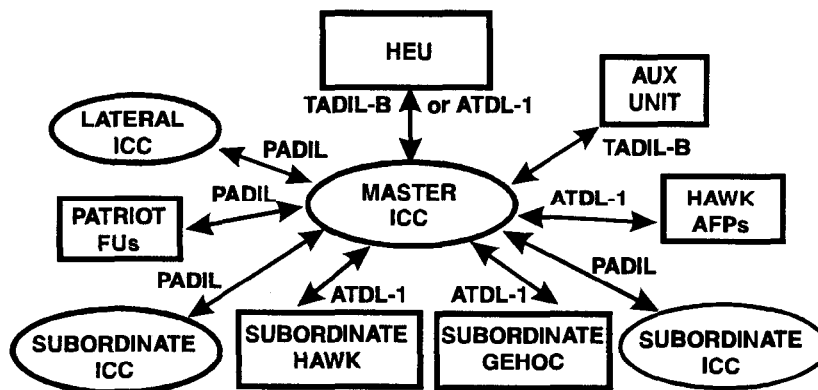 HEU
AUX
UNIT
TADIL-B or ATDL-1
TADIL-B
LATERAL
ICC
PADIL
MASTER
ICC
PADIL
PATRIOT
FUs
ATDL-1
HAWK
AFPs
PADIL
PADIL
ATDL-1
ATDL-1
SUBORDINATE
ICC
SUBORDINATE
HAWK
SUBORDINATE
GEHOC
SUBORDINATE
ICC